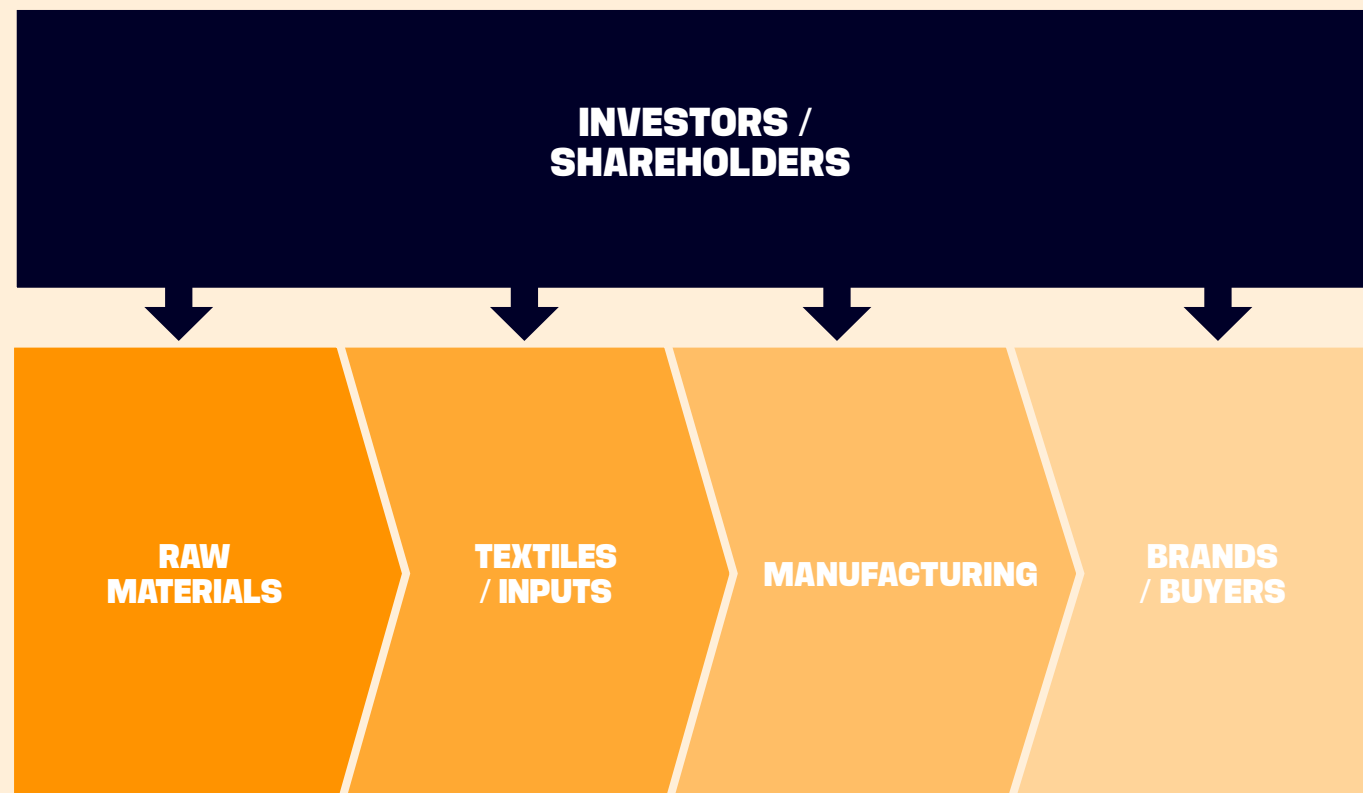 INVESTORS /
SHAREHOLDERS
RAW
MATERIALS
TEXTILES
/ INPUTS
MANUFACTURING
BRANDS
/ BUYERS